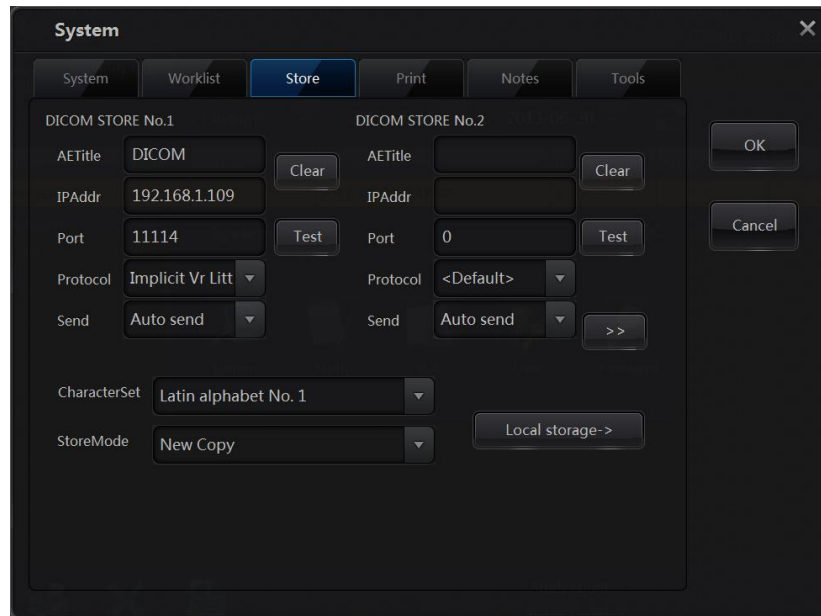 System
System Worklist Store Print Notes Tools
DICOM STORE No.1
AETitle DICOM
Clear
IPAddr 192.168.1.109
Port 11114 Test
Protocol Implicit Vr Litt
Send Auto send
DICOM STORE No.2
AETitle
Clear
IPAddr
Port 0 Test
Protocol <Default>
Send Auto send
>>
CharacterSet Latin alphabet No. 1
StoreMode New Copy
Local storage->
OK
Cancel